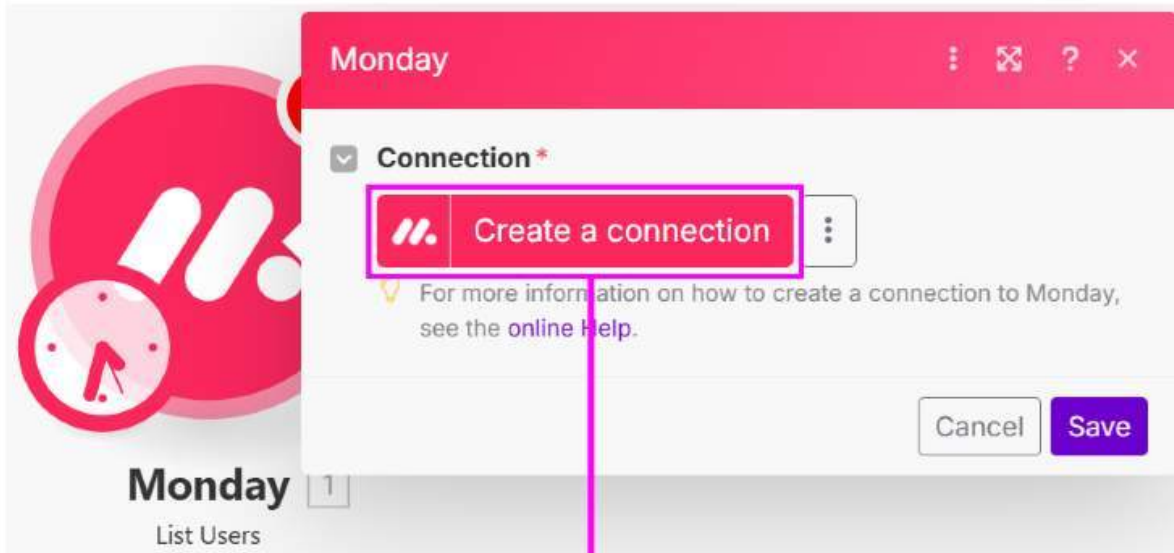 Monday
?
Connection *
Create a connection
For more information on how to create a connection to Monday,
see the online Help.
Cancel
Save
Monday 1
List Users